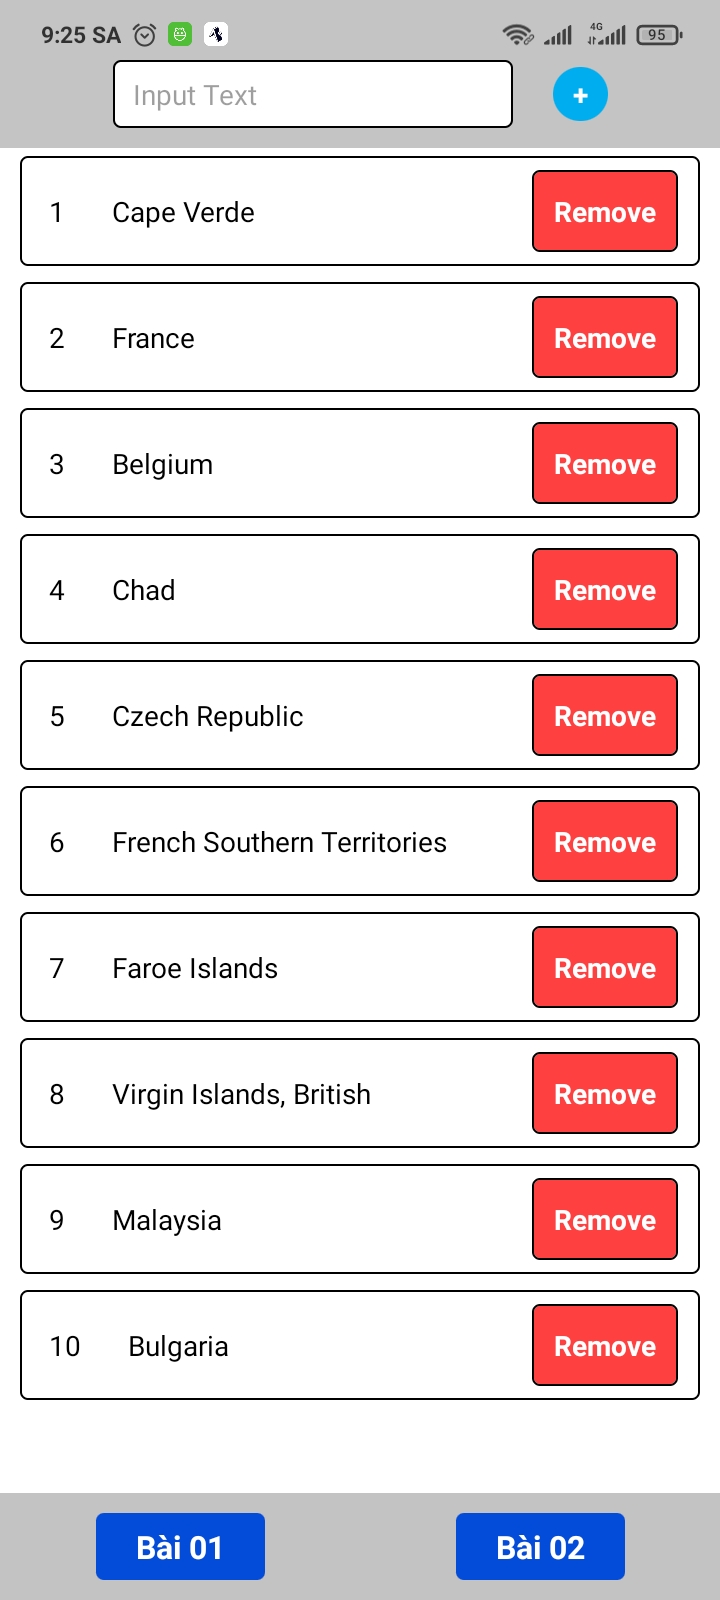 9:25 SA 4G 95
Input Text +
1 Cape Verde Remove
2 France Remove
3 Belgium Remove
4 Chad Remove
5 Czech Republic Remove
6 French Southern Territories Remove
7 Faroe Islands Remove
8 Virgin Islands, British Remove
9 Malaysia Remove
10 Bulgaria Remove
Bài 01 Bài 02